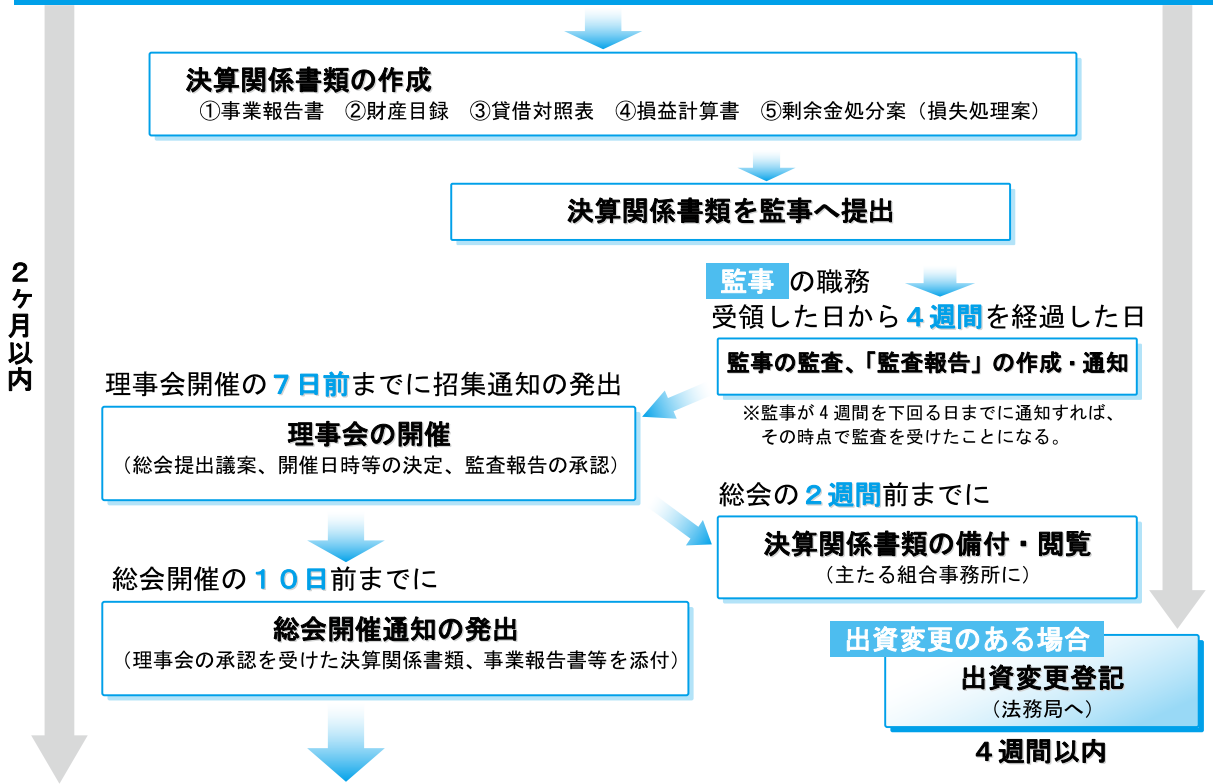 決算関係書類の作成
①事業報告書 ②財産目録 ③貸借対照表 ④損益計算書 ⑤剰余金処分案（損失処理案）
決算関係書類を監事へ提出
2ヶ月以内
監事の職務
受領した日から４週間を経過した日
監事の監査、「監査報告」の作成・通知
※監事が４週間を下回る日までに通知すれば、
その時点で監査を受けたことになる。
理事会開催の７日前までに招集通知の発出
理事会の開催
（総会提出議案、開催日時等の決定、監査報告の承認）
総会の２週間前までに
決算関係書類の備付・閲覧
（主たる組合事務所に）
総会開催の１０日前までに
総会開催通知の発出
（理事会の承認を受けた決算関係書類、事業報告書等を添付）
出資変更のある場合
出資変更登記
（法務局へ）
４週間以内